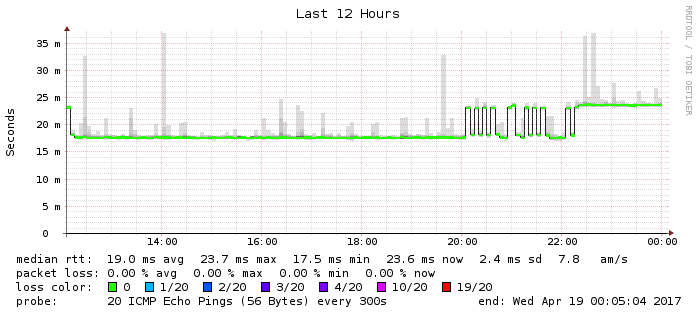 Last 12 Hours
RRDTOOL / TOBI OETIKER
Seconds
35 m
30 m
25 m
20 m
15 m
10 m
5 m
0
14:00 16:00 18:00 20:00 22:00 00:00
median rtt: 19.0 ms avg 23.7 ms max 17.5 ms min 23.6 ms now 2.4 ms sd 7.8 am/s
packet loss: 0.00 % avg 0.00 % max 0.00 % min 0.00 % now
loss color: 0 1/20 2/20 3/20 4/20 10/20 19/20
probe: 20 ICMP Echo Pings (56 Bytes) every 300s end: Wed Apr 19 00:05:04 2017